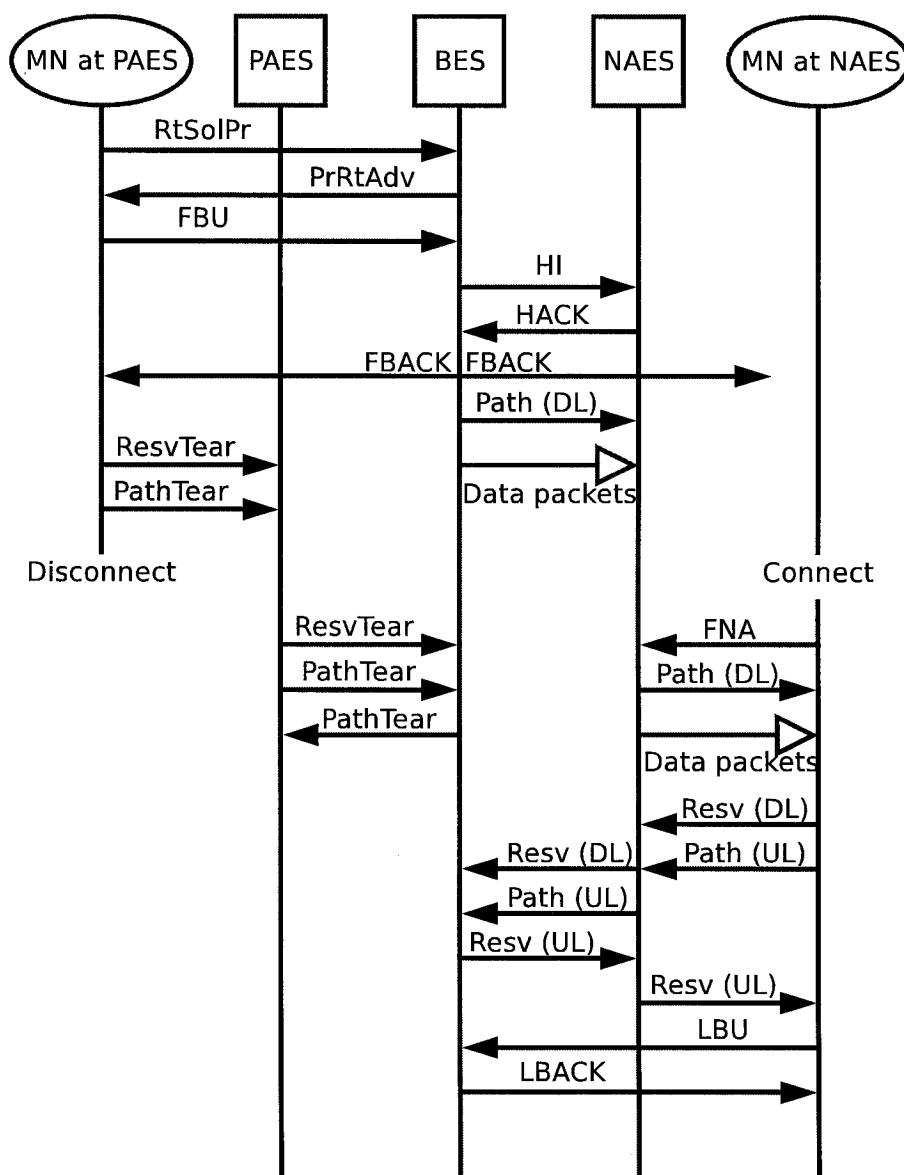 MN at PAES PAES BES NAES MN at NAES
RtSolPr
PrRtAdv
FBU
HI
HACK
FBACK FBACK
Path (DL)
ResvTear
Data packets
PathTear
Disconnect Connect
ResvTear FNA
PathTear Path (DL)
PathTear
Data packets
Resv (DL)
Resv (DL) Path (UL)
Path (UL)
Resv (UL)
Resv (UL)
LBU
LBACK